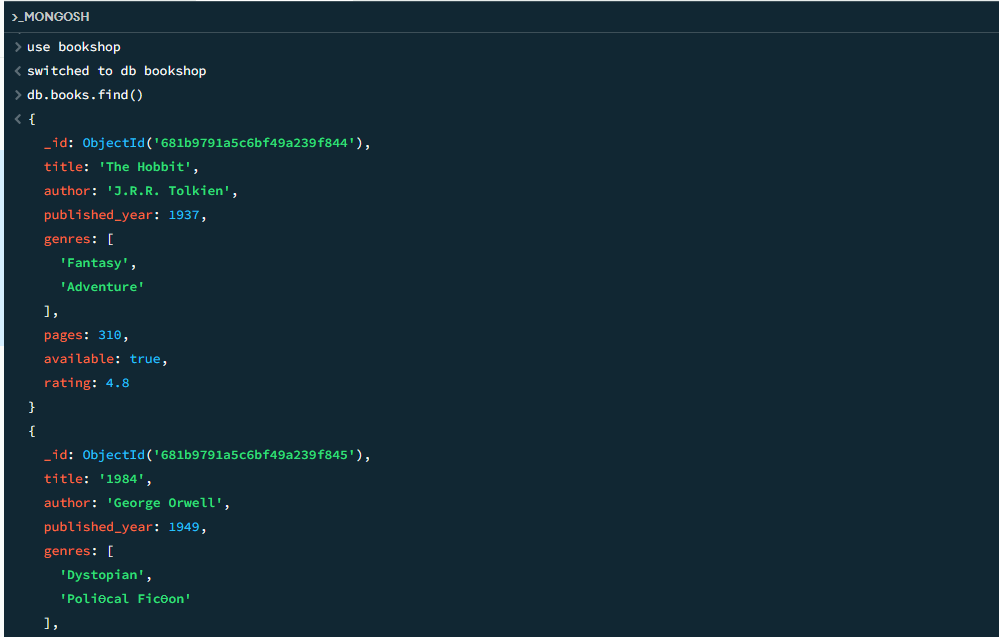 >_MONGOSH
> use bookshop
< switched to db bookshop
> db.books.find()
< {
_id: ObjectId('681b9791a5c6bf49a239f844'),
title: 'The Hobbit',
author: 'J.R.R. Tolkien',
published_year: 1937,
genres: [
'Fantasy',
'Adventure'
],
pages: 310,
available: true,
rating: 4.8
}
{
_id: ObjectId('681b9791a5c6bf49a239f845'),
title: '1984',
author: 'George Orwell',
published_year: 1949,
genres: [
'Dystopian',
'PoliƟcal FicƟon'
],